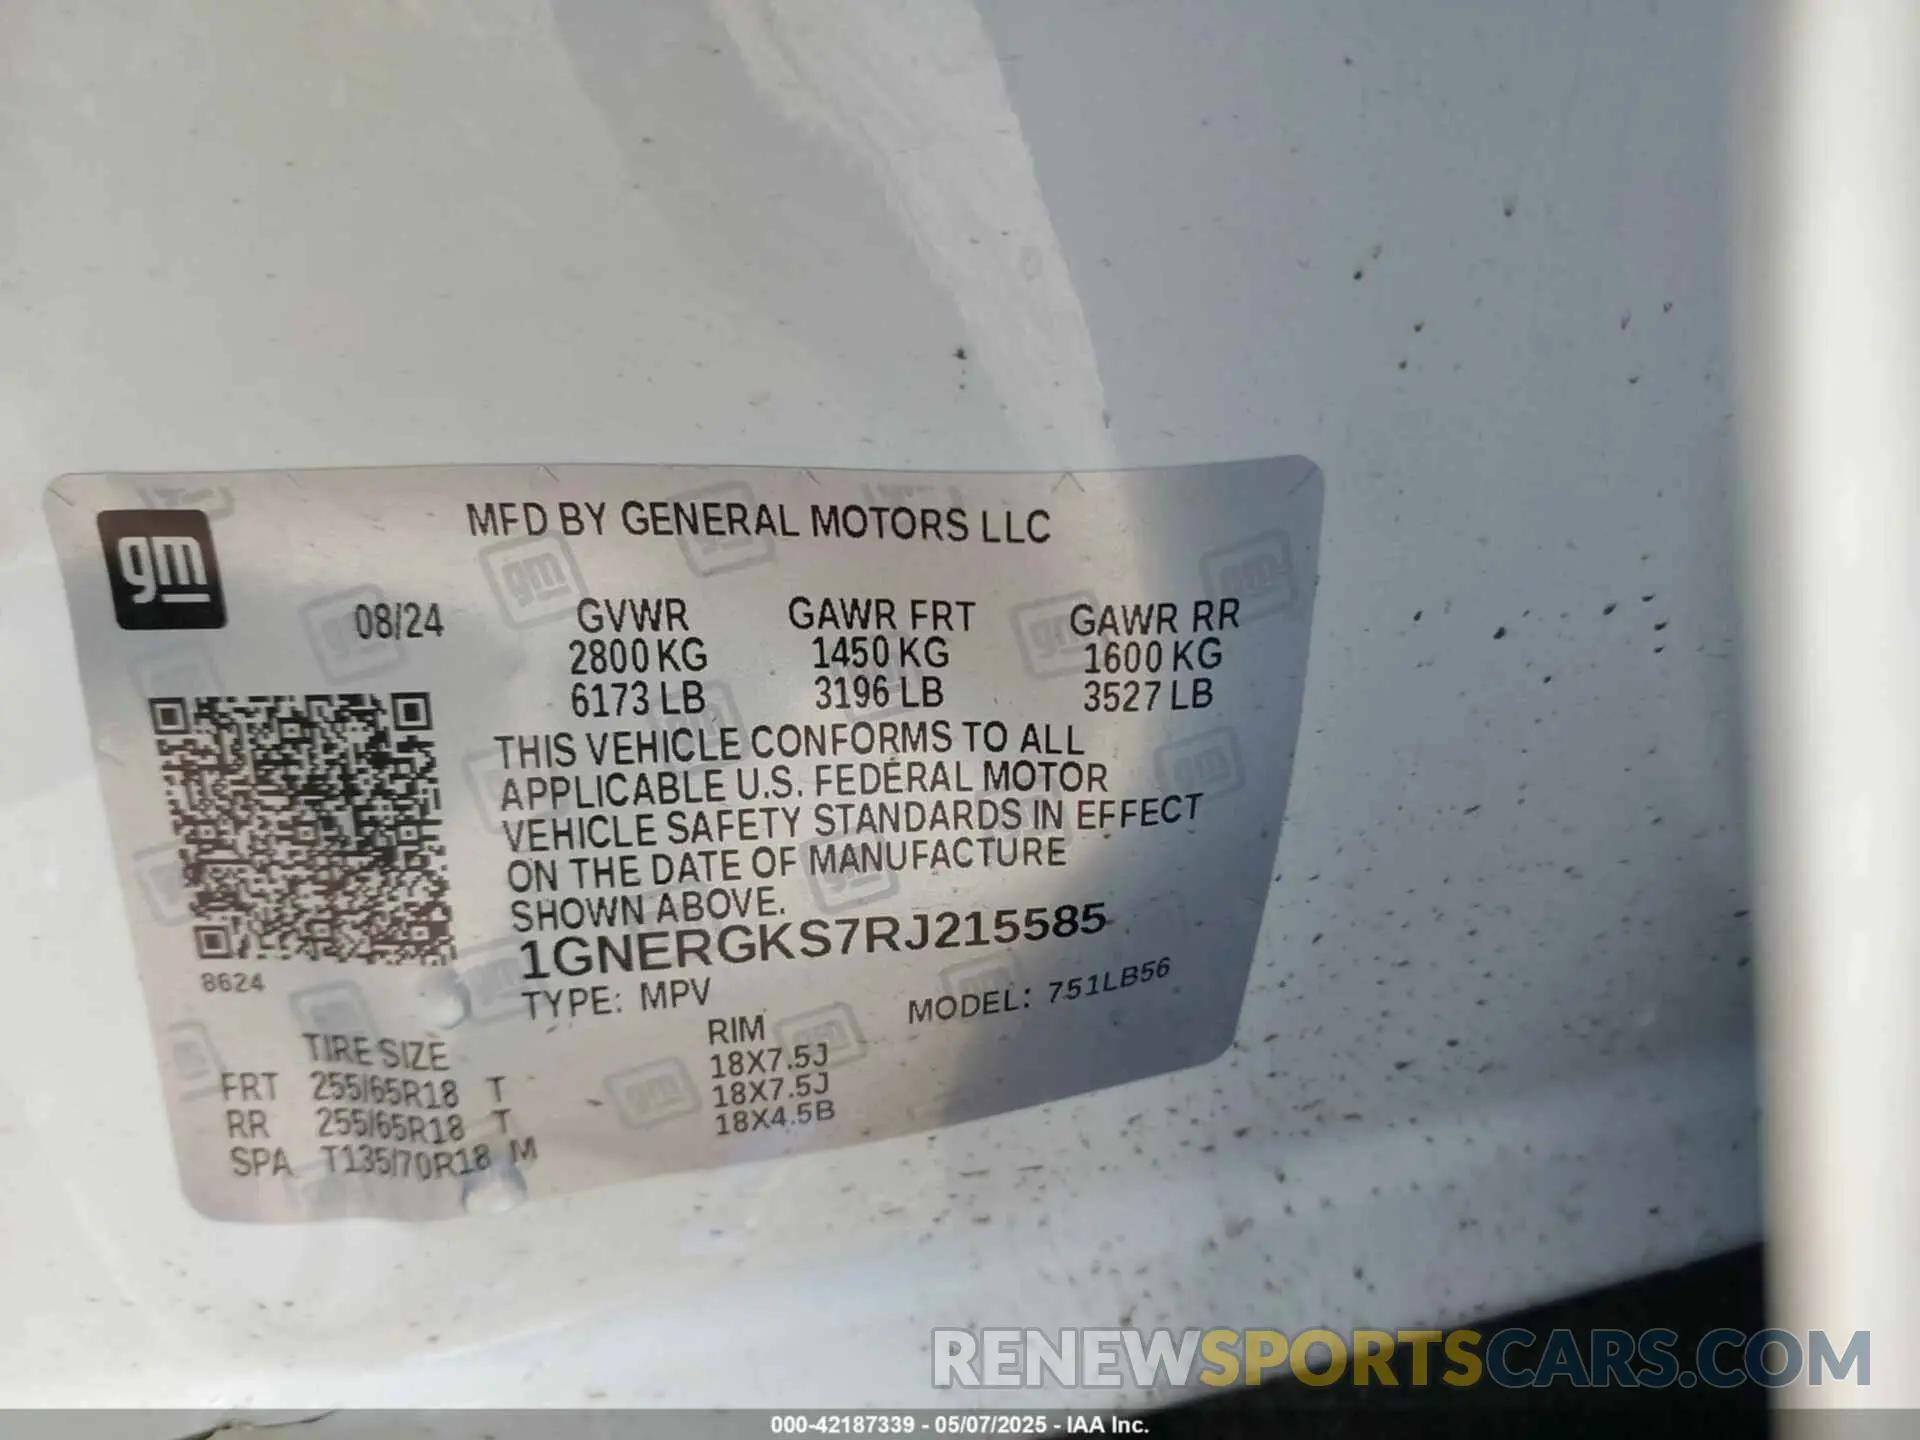 MFD BY GENERAL MOTORS LLC
gm
08/24
GVWR GAWR FRT GAWR RR
2800 KG 1450 KG 1600 KG
6173 LB 3196 LB 3527 LB
THIS VEHICLE CONFORMS TO ALL
APPLICABLE U.S. FEDERAL MOTOR
VEHICLE SAFETY STANDARDS IN EFFECT
ON THE DATE OF MANUFACTURE
SHOWN ABOVE.
1GNERGKS7RJ215585
8624
TYPE: MPV MODEL: 751LB56
TIRE SIZE RIM
FRT 255/65R18 T 18X7.5J
RR 255/65R18 T 18X7.5J
SPA T135/70R18 M 18X4.5B
RENEWSPORTSCARS.COM
000-42187339 - 05/07/2025 - IAA Inc.